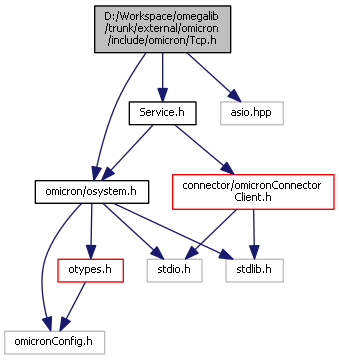 D:/Workspace/omegalib
/trunk/external/omicron
/include/omicron/Tcp.h
Service.h
asio.hpp
omicron/osystem.h
connector/omicronConnector
Client.h
otypes.h
stdio.h
stdlib.h
omicronConfig.h